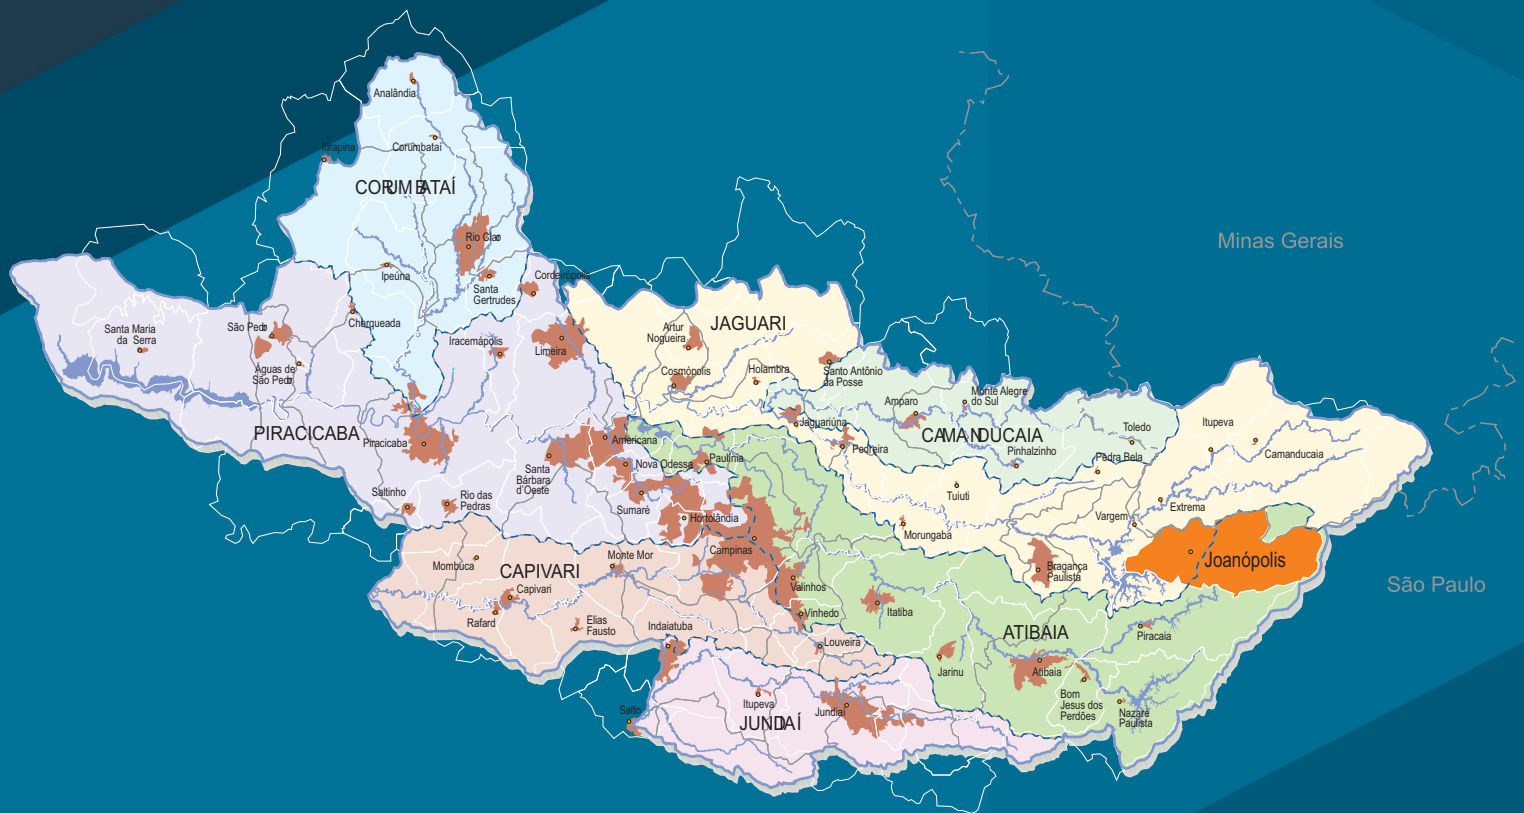 Analândia
Corumbataí
Itirapina
CORUMBATAÍ
Rio Claro
Ipeúna
Santa
Gertrudes
Cordeirópolis
Charqueada
Santa Maria
da Serra
São Pedro
Águas de
São Pedro
Iracemápolis
Limeira
PIRACICABA
Piracicaba
Saltinho
Rio das
Pedras
Santa
Bárbara
d'Oeste
Americana
Nova Odessa
Sumaré
Hortolândia
Paulínia
Campinas
Monte Mor
JAGUARI
Artur
Nogueira
Cosmópolis
Holambra
Santo Antônio
da Posse
Jaguariúna
Pedreira
Amparo
Monte Alegre
do Sul
CAMANDUCAIA
Pinhalzinho
Toledo
Pedra Bela
Itupeva
Camanducaia
Tuiuti
Morungaba
Vargem
Extrema
Bragança
Paulista
Joanópolis
Minas Gerais
São Paulo
Mombuca
CAPIVARI
Capivari
Rafard
Elias
Fausto
Indaiatuba
Valinhos
Vinhedo
Louveira
Itatiba
ATIBAIA
Piracaia
Jarinu
Atibaia
Bom
Jesus dos
Perdões
Nazaré
Paulista
Salto
Itupeva
Jundiaí
JUNDIAÍ